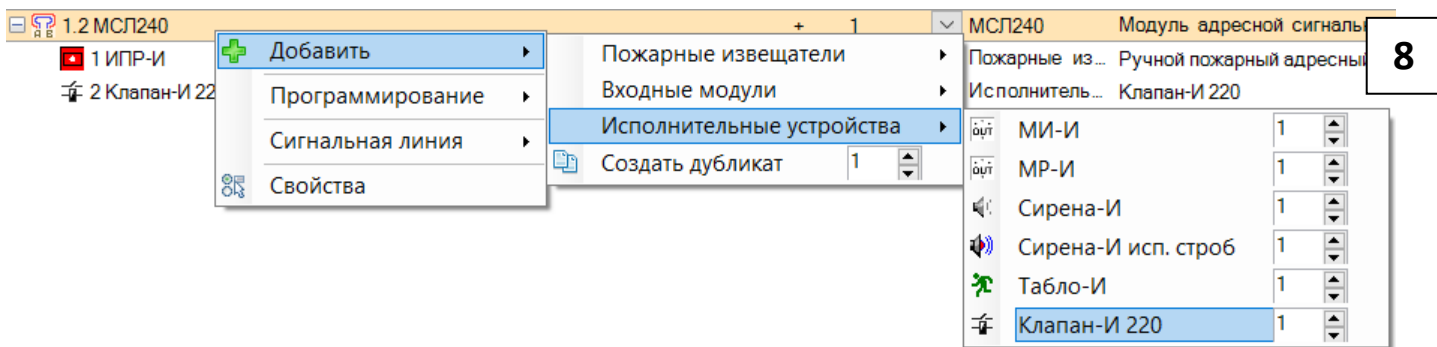 1.2 МСЛ240 + 1 МСЛ240 Модуль адресной сигналь
8
1 ИПР-И Пожарные из... Ручной пожарный адресный
2 Клапан-И 22 Исполнитель... Клапан-И 220
Добавить
Программирование
Сигнальная линия
Свойства
Пожарные извещатели
Входные модули
Исполнительные устройства
Создать дубликат 1
out МИ-И 1
out МР-И 1
Сирена-И 1
Сирена-И исп. строб 1
Табло-И 1
Клапан-И 220 1